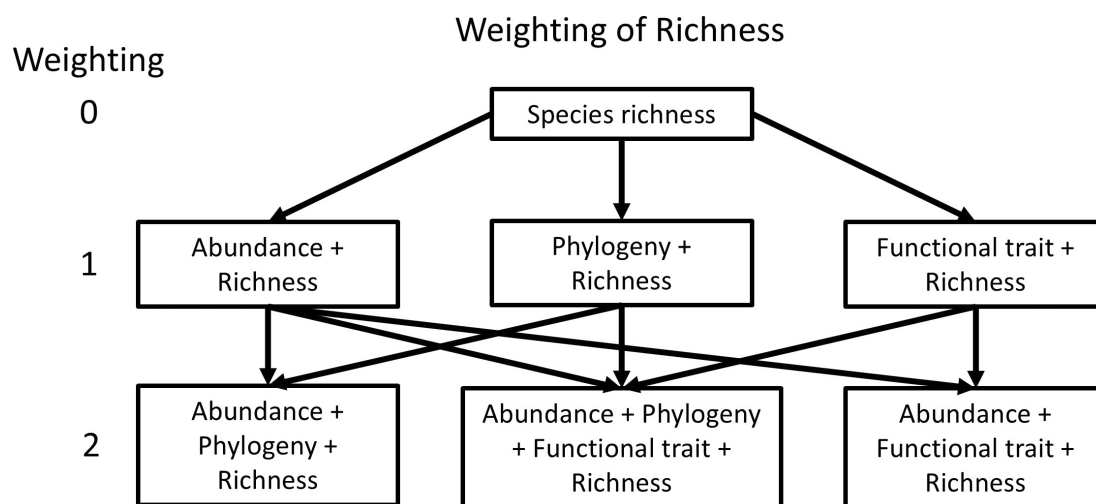 Weighting of Richness
Weighting
0
Species richness
1
Abundance +
Richness
Phylogeny +
Richness
Functional trait +
Richness
2
Abundance +
Phylogeny +
Richness
Abundance + Phylogeny
+ Functional trait +
Richness
Abundance +
Functional trait +
Richness